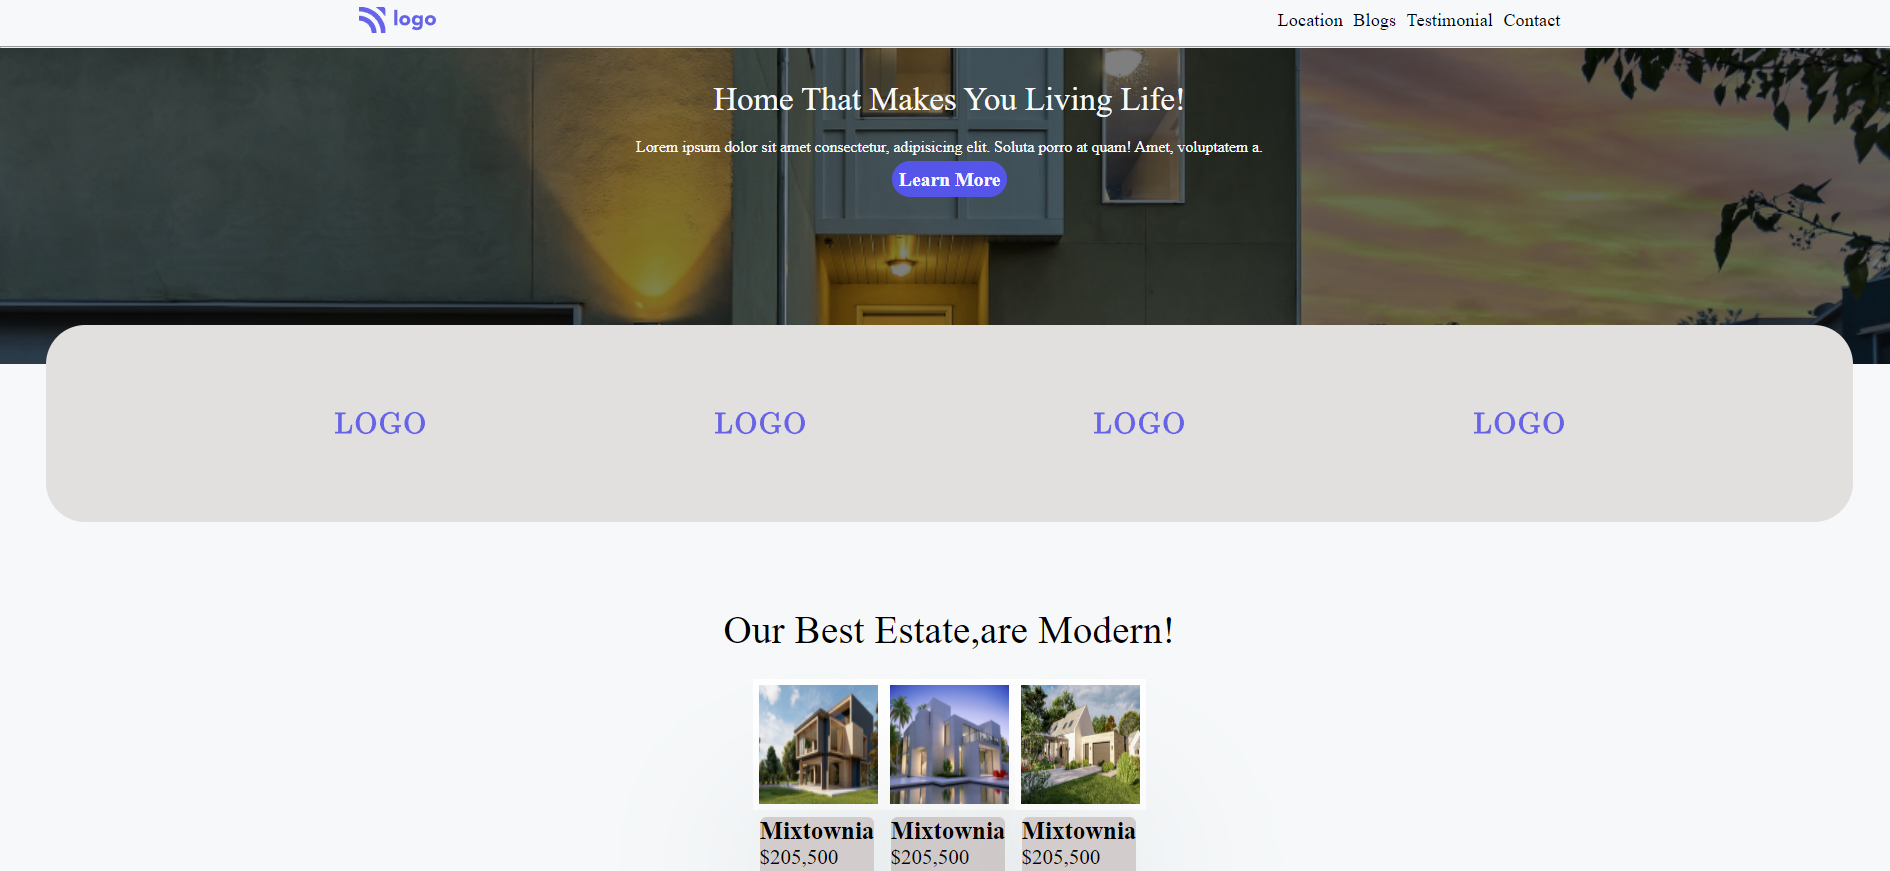 logo
Location Blogs Testimonial Contact
Home That Makes You Living Life!
Lorem ipsum dolor sit amet consectetur, adipisicing elit. Soluta porro at quam! Amet, voluptatem a.
Learn More
LOGO LOGO LOGO LOGO
Our Best Estate,are Modern!
Mixtownia Mixtownia Mixtownia
$205,500 $205,500 $205,500